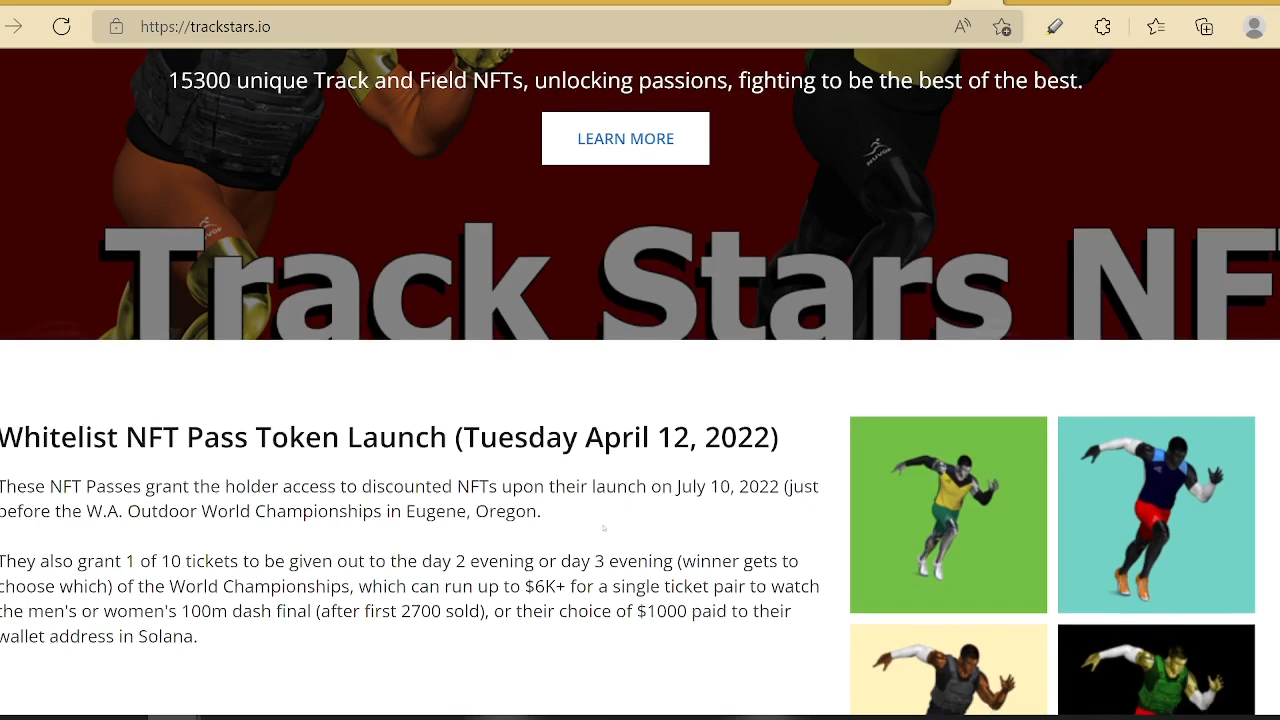 https://trackstars.io
15300 unique Track and Field NFTs, unlocking passions, fighting to be the best of the best.
LEARN MORE
Track Stars NF
Whitelist NFT Pass Token Launch (Tuesday April 12, 2022)
These NFT Passes grant the holder access to discounted NFTs upon their launch on July 10, 2022 (just
before the W.A. Outdoor World Championships in Eugene, Oregon.
They also grant 1 of 10 tickets to be given out to the day 2 evening or day 3 evening (winner gets to
choose which) of the World Championships, which can run up to $6K+ for a single ticket pair to watch
the men's or women's 100m dash final (after first 2700 sold), or their choice of $1000 paid to their
wallet address in Solana.